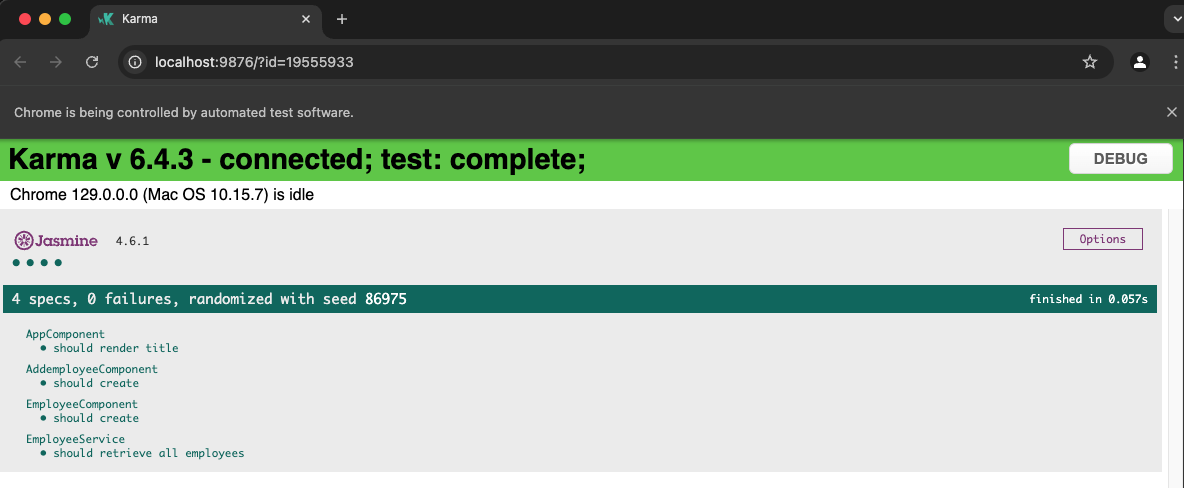 Karma
localhost:9876/?id=19555933
Chrome is being controlled by automated test software.
Karma v 6.4.3 - connected; test: complete;
DEBUG
Chrome 129.0.0.0 (Mac OS 10.15.7) is idle
Jasmine 4.6.1
Options
4 specs, 0 failures, randomized with seed 86975
finished in 0.057s
AppComponent
• should render title
AddemployeeComponent
• should create
EmployeeComponent
• should create
EmployeeService
• should retrieve all employees